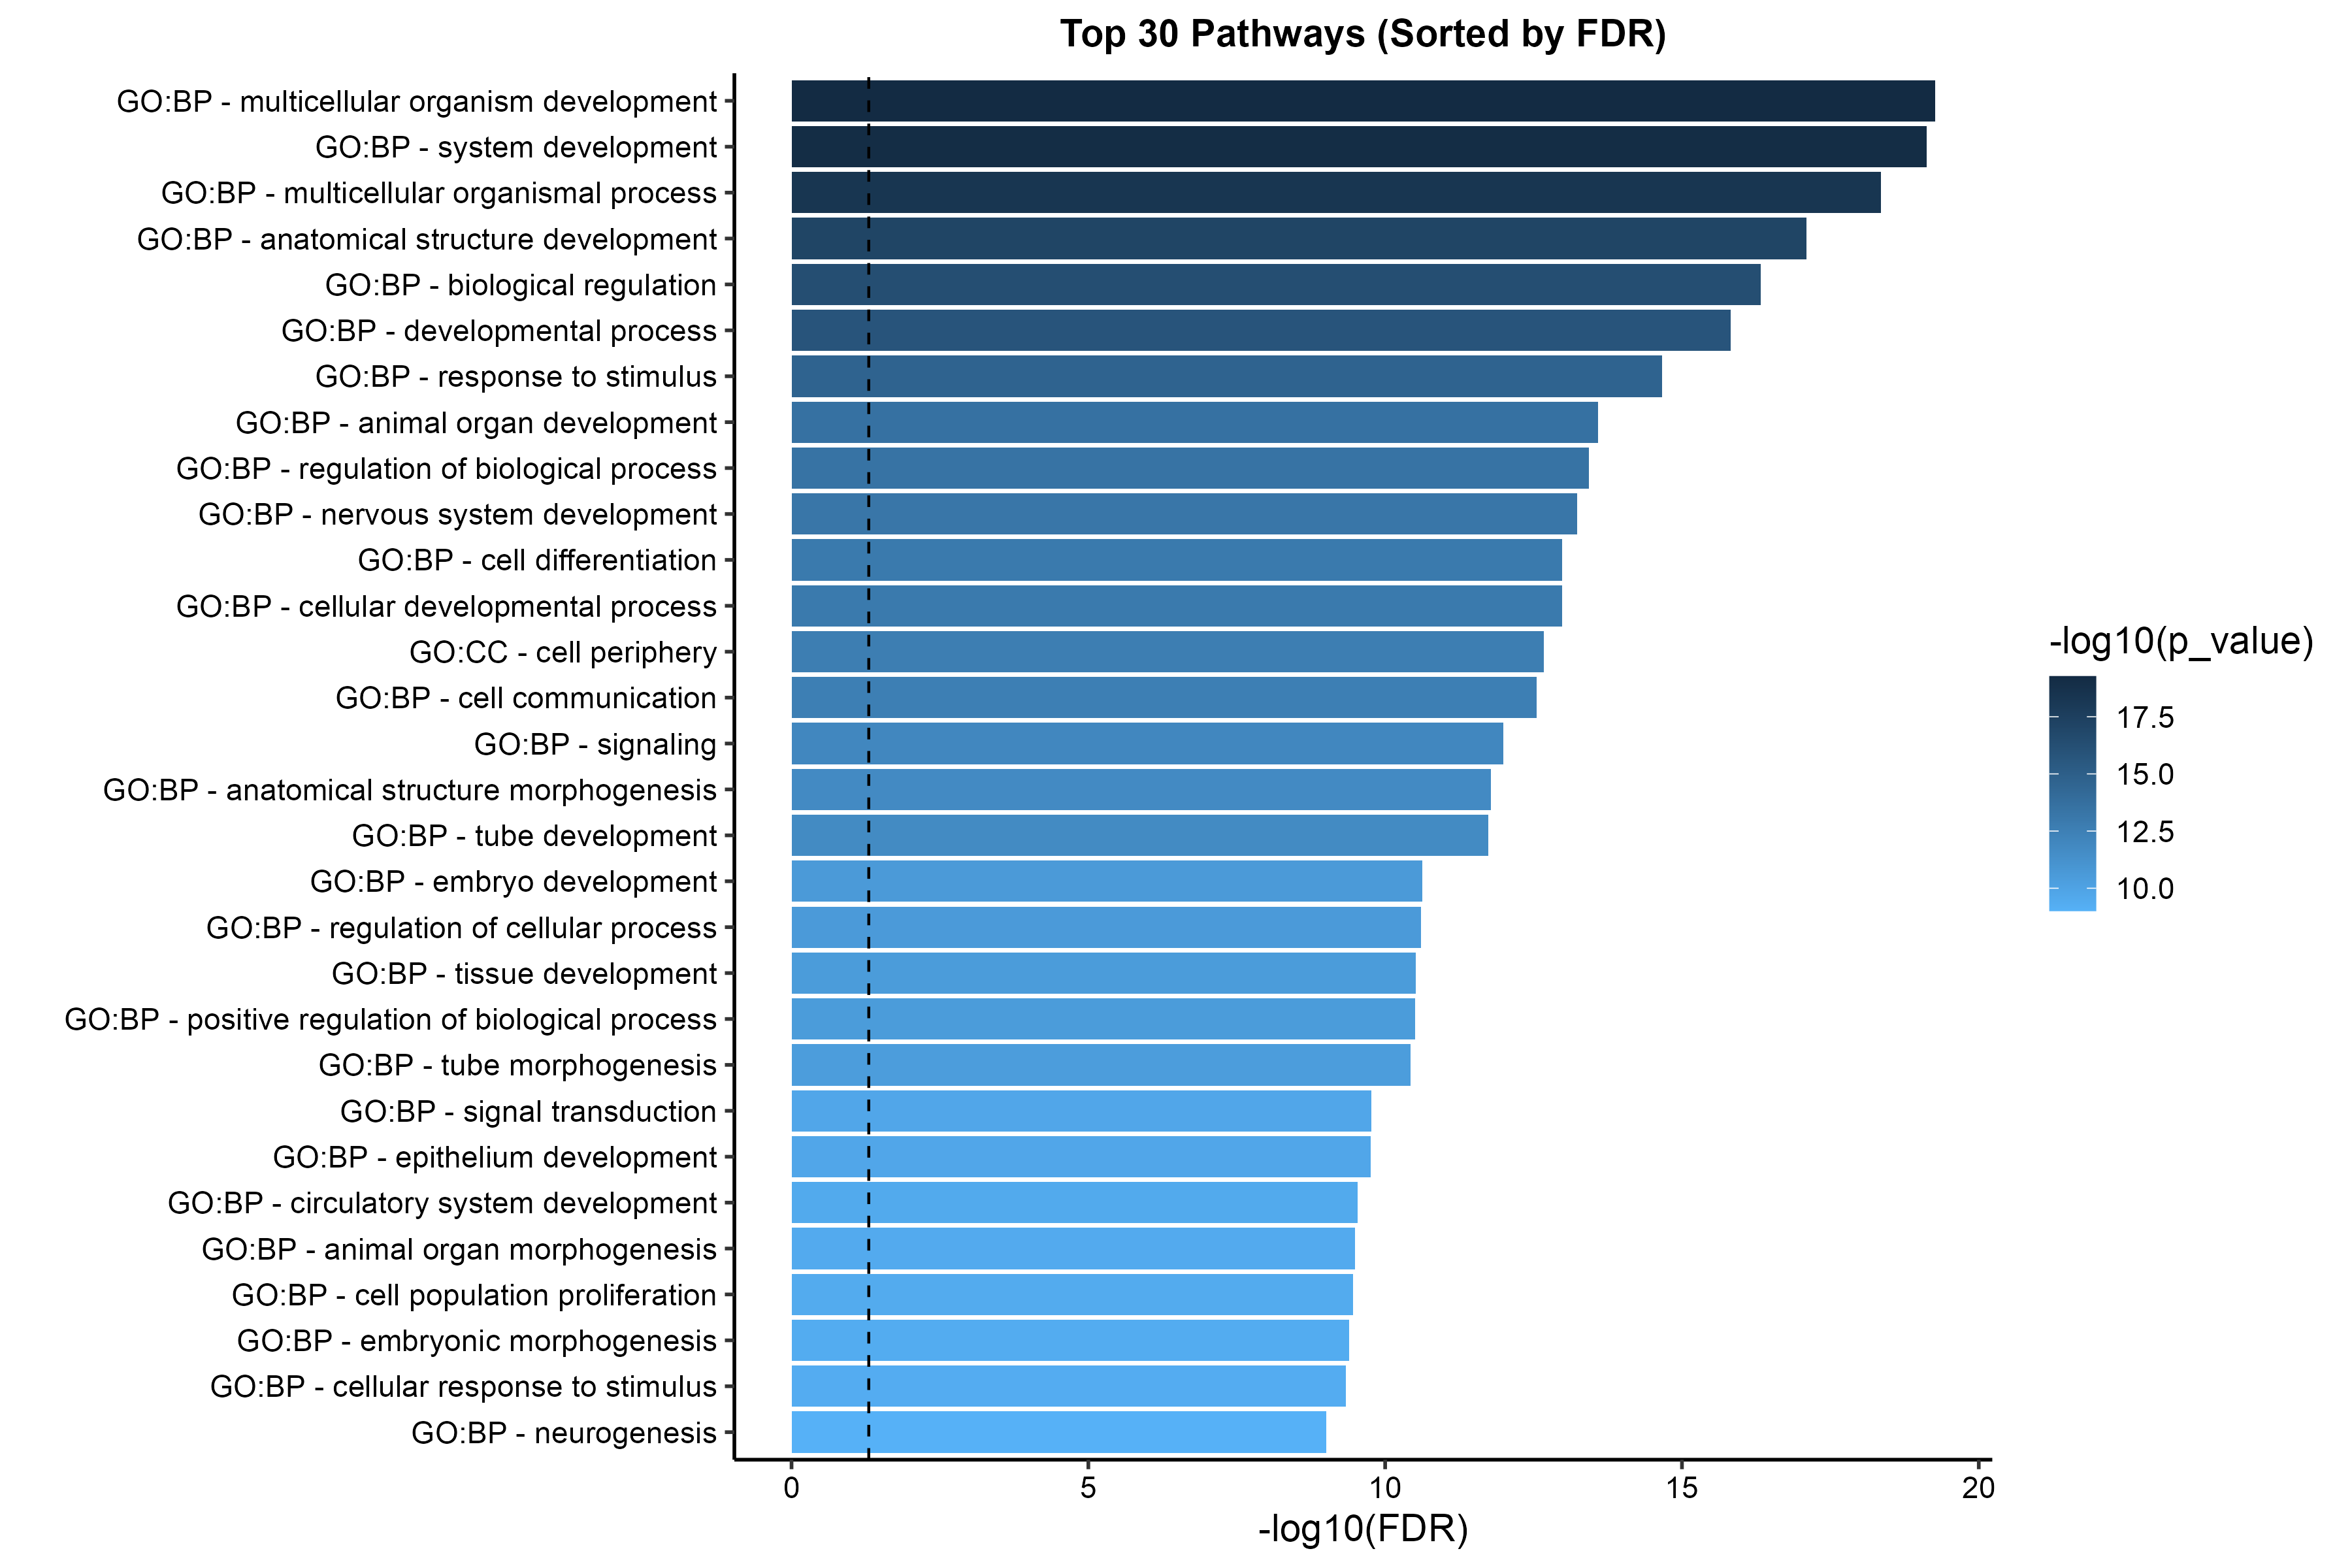 Top 30 Pathways (Sorted by FDR)
GO:BP - multicellular organism development
GO:BP - system development
GO:BP - multicellular organismal process
GO:BP - anatomical structure development
GO:BP - biological regulation
GO:BP - developmental process
GO:BP - response to stimulus
GO:BP - animal organ development
GO:BP - regulation of biological process
GO:BP - nervous system development
GO:BP - cell differentiation
GO:BP - cellular developmental process
GO:CC - cell periphery
GO:BP - cell communication
GO:BP - signaling
GO:BP - anatomical structure morphogenesis
GO:BP - tube development
GO:BP - embryo development
GO:BP - regulation of cellular process
GO:BP - tissue development
GO:BP - positive regulation of biological process
GO:BP - tube morphogenesis
GO:BP - signal transduction
GO:BP - epithelium development
GO:BP - circulatory system development
GO:BP - animal organ morphogenesis
GO:BP - cell population proliferation
GO:BP - embryonic morphogenesis
GO:BP - cellular response to stimulus
GO:BP - neurogenesis
0 5 10 15 20
-log10(FDR)
-log10(p_value)
17.5
15.0
12.5
10.0